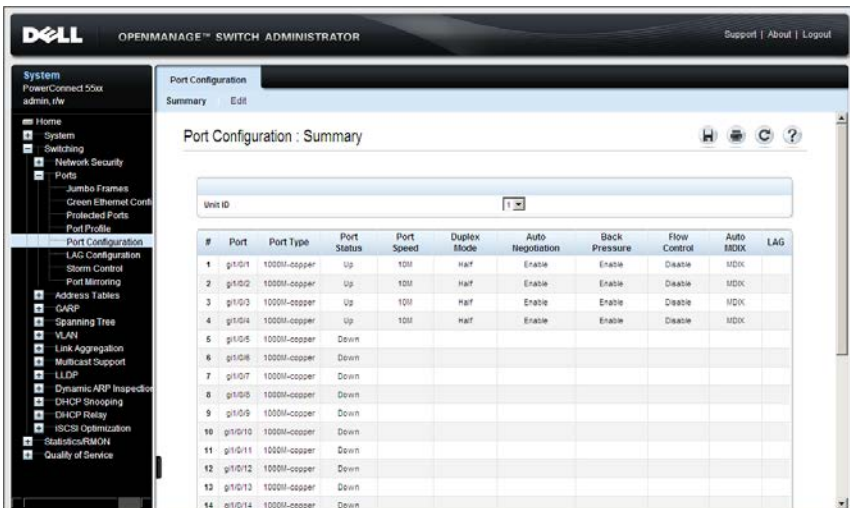 DELL
OPENMANAGE™ SWITCH ADMINISTRATOR
Support | About | Logout
System
PowerConnect 55xx
admin, r/w
Home
System
Switching
Network Security
Ports
Jumbo Frames
Green Ethernet Confi
Protected Ports
Port Profile
Port Configuration
LAG Configuration
Storm Control
Port Mirroring
Address Tables
GARP
Spanning Tree
VLAN
Link Aggregation
Multicast Support
LLDP
Dynamic ARP Inspection
DHCP Snooping
DHCP Relay
iSCSI Optimization
Statistics/RMON
Quality of Service
Port Configuration
Summary Edit
Port Configuration : Summary
Unit ID 1
# Port Port Type Port Status Port Speed Duplex Mode Auto Negotiation Back Pressure Flow Control Auto MDIX LAG
1 gi1/0/1 1000M-copper Up 10M Half Enable Enable Disable MDIX
2 gi1/0/2 1000M-copper Up 10M Half Enable Enable Disable MDIX
3 gi1/0/3 1000M-copper Up 10M Half Enable Enable Disable MDIX
4 gi1/0/4 1000M-copper Up 10M Half Enable Enable Disable MDIX
5 gi1/0/5 1000M-copper Down
6 gi1/0/6 1000M-copper Down
7 gi1/0/7 1000M-copper Down
8 gi1/0/8 1000M-copper Down
9 gi1/0/9 1000M-copper Down
10 gi1/0/10 1000M-copper Down
11 gi1/0/11 1000M-copper Down
12 gi1/0/12 1000M-copper Down
13 gi1/0/13 1000M-copper Down
14 gi1/0/14 1000M-copper Down